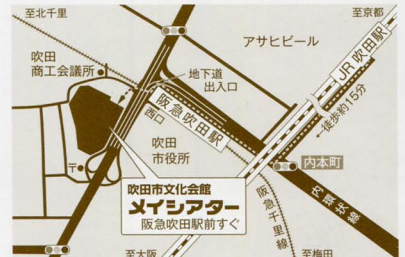 至北千里
至京都
アサヒビール
JR吹田駅
吹田
商工会議所
地下道
出入口
徒歩約15分
阪急吹田駅
西口
吹田
市役所
内本町
吹田市文化会館
メイシアター
阪急吹田駅前すぐ
阪急千里線
内環状線
至大阪
至梅田